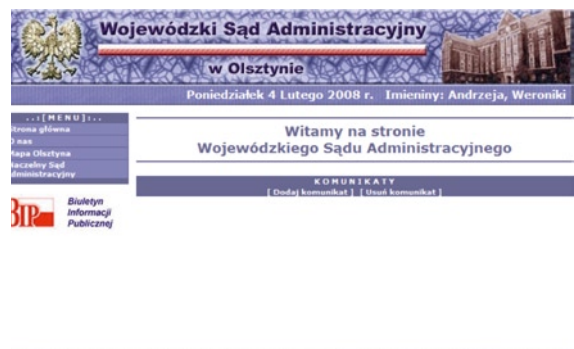 Wojewódzki Sąd Administracyjny
w Olsztynie
Poniedziałek 4 Lutego 2008 r. Imieniny: Andrzeja, Weroniki
..:[MENU]:..
trona główna
nas
apa Olsztyna
aczelny Sąd
dministracyjny
BIP
Biuletyn
Informacji
Publicznej
Witamy na stronie
Wojewódzkiego Sądu Administracyjnego
KOMUNIKATY
[ Dodaj komunikat ] [ Usuń komunikat ]